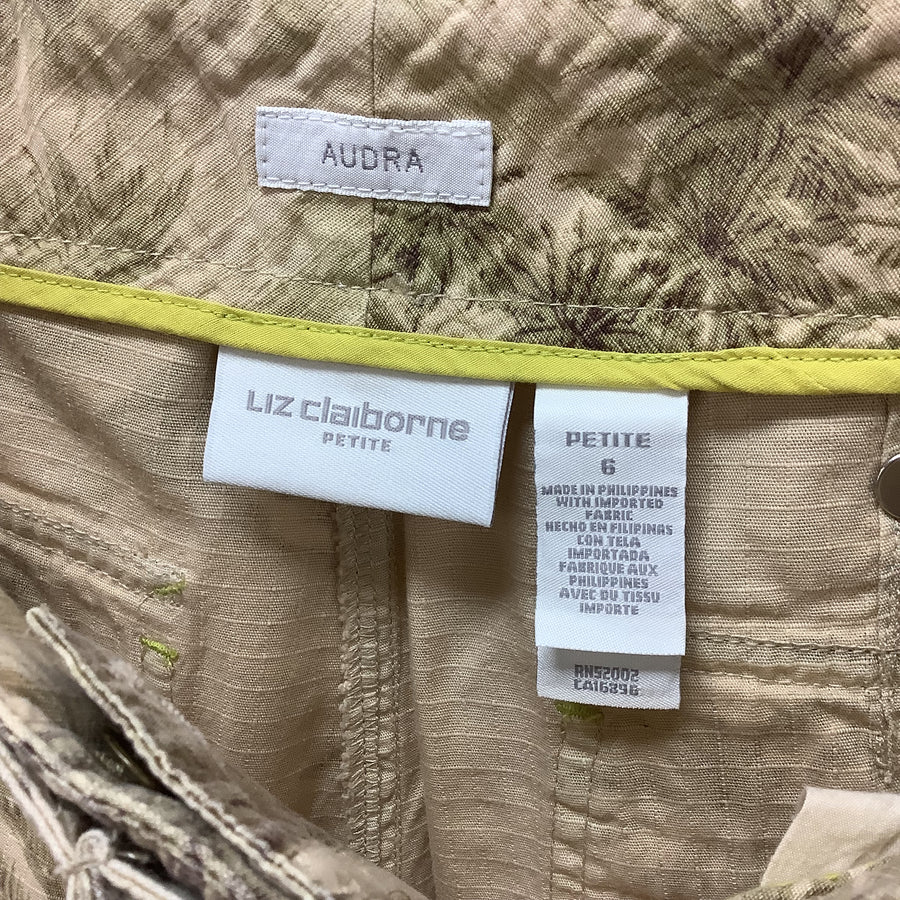 AUDRA
LIZ claiborne
PETITE
PETITE
6
MADE IN PHILIPPINES
WITH IMPORTED
FABRIC
HECHO EN FILIPINAS
CON TELA
IMPORTADA
FABRIQUE AUX
PHILIPPINES
AVEC DU TISSU
IMPORTE
RN52002
CA16896